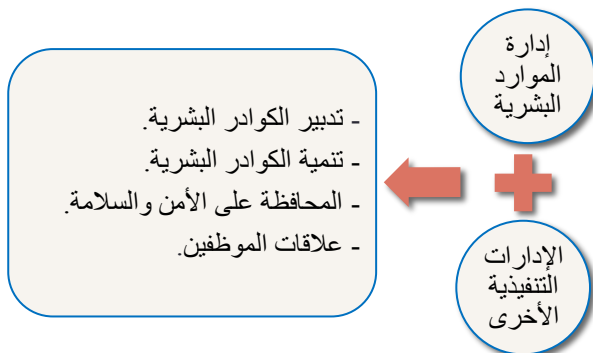 إدارة
الموارد
البشرية
الإدارات
التنفيذية
الأخرى
- تدبير الكوادر البشرية.
- تنمية الكوادر البشرية.
- المحافظة على الأمن والسلامة.
- علاقات الموظفين.